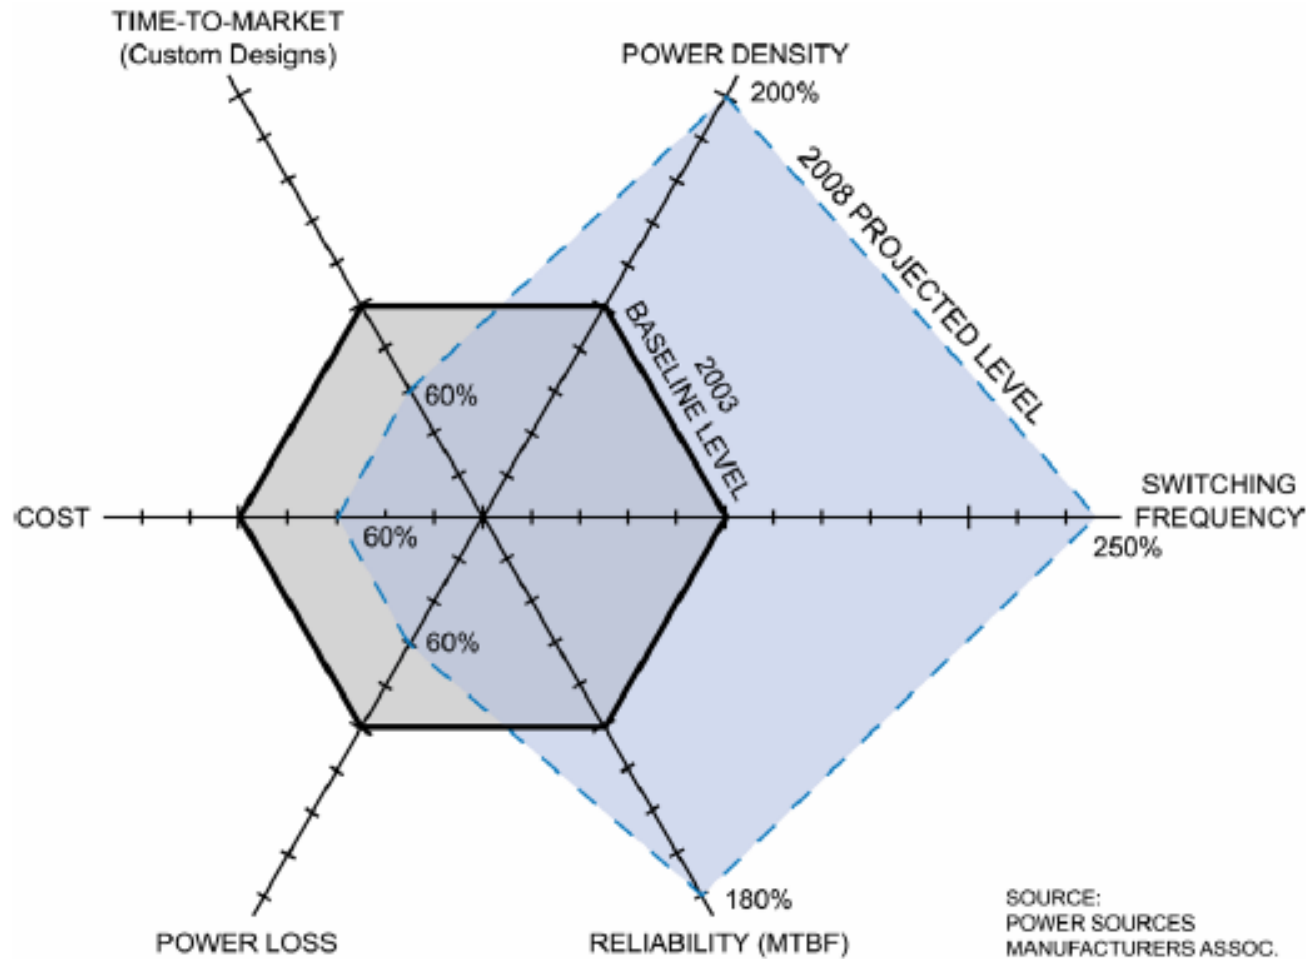 TIME-TO-MARKET
(Custom Designs)
POWER DENSITY
200%
2008 PROJECTED LEVEL
2003
BASELINE LEVEL
60%
COST
60%
SWITCHING
FREQUENCY
250%
60%
180%
POWER LOSS
RELIABILITY (MTBF)
SOURCE:
POWER SOURCES
MANUFACTURERS ASSOC.